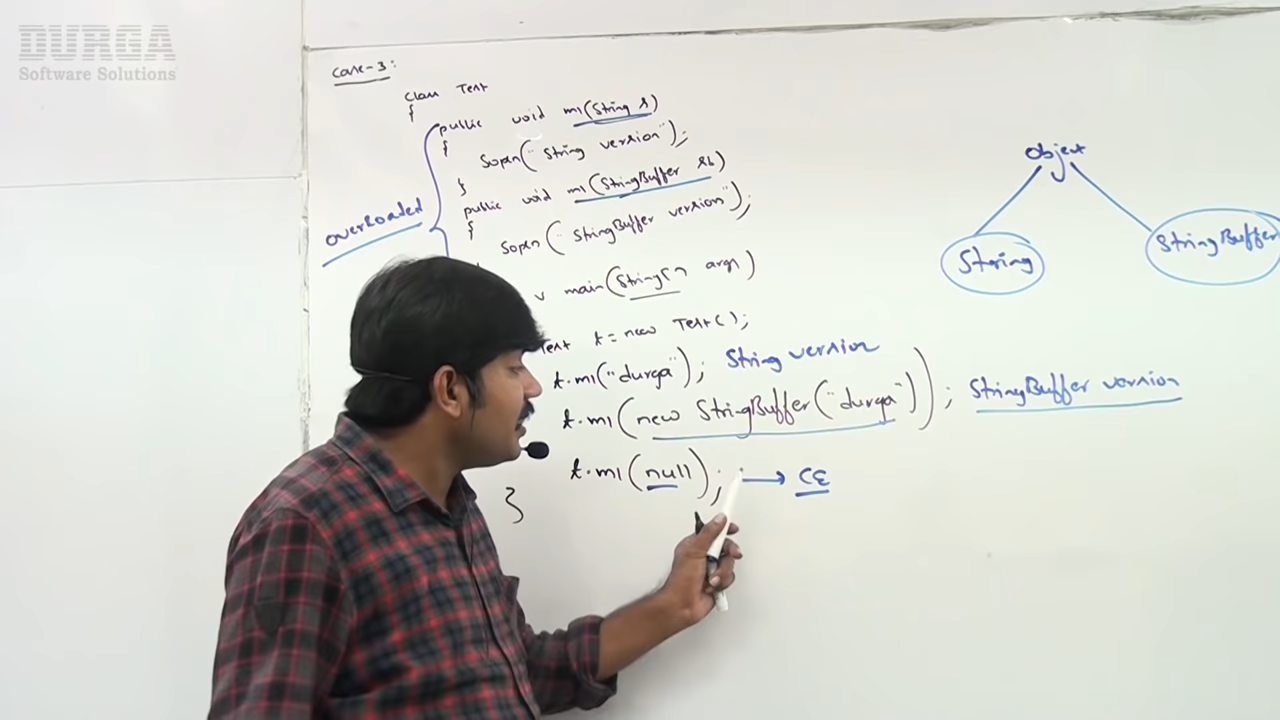 DURGA
Software Solutions
Case-3:
class Test
{
public void m1(String s)
{
Sopln("String version");
}
public void m1(StringBuffer sb)
{
Sopln("StringBuffer version");
overloaded
v main(String[] args)
Test t = new Test();
t.m1("durga"); String version
t.m1(new StringBuffer("durga")); StringBuffer version
t.m1(null); → CE
}
Object
String
StringBuffer